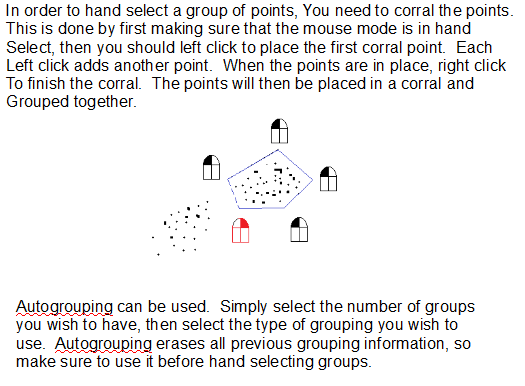 In order to hand select a group of points, You need to corral the points.
This is done by first making sure that the mouse mode is in hand
Select, then you should left click to place the first corral point.  Each
Left click adds another point.  When the points are in place, right click
To finish the corral.  The points will then be placed in a corral and
Grouped together.
Autogrouping can be used.  Simply select the number of groups
you wish to have, then select the type of grouping you wish to
use.  Autogrouping erases all previous grouping information, so
make sure to use it before hand selecting groups.